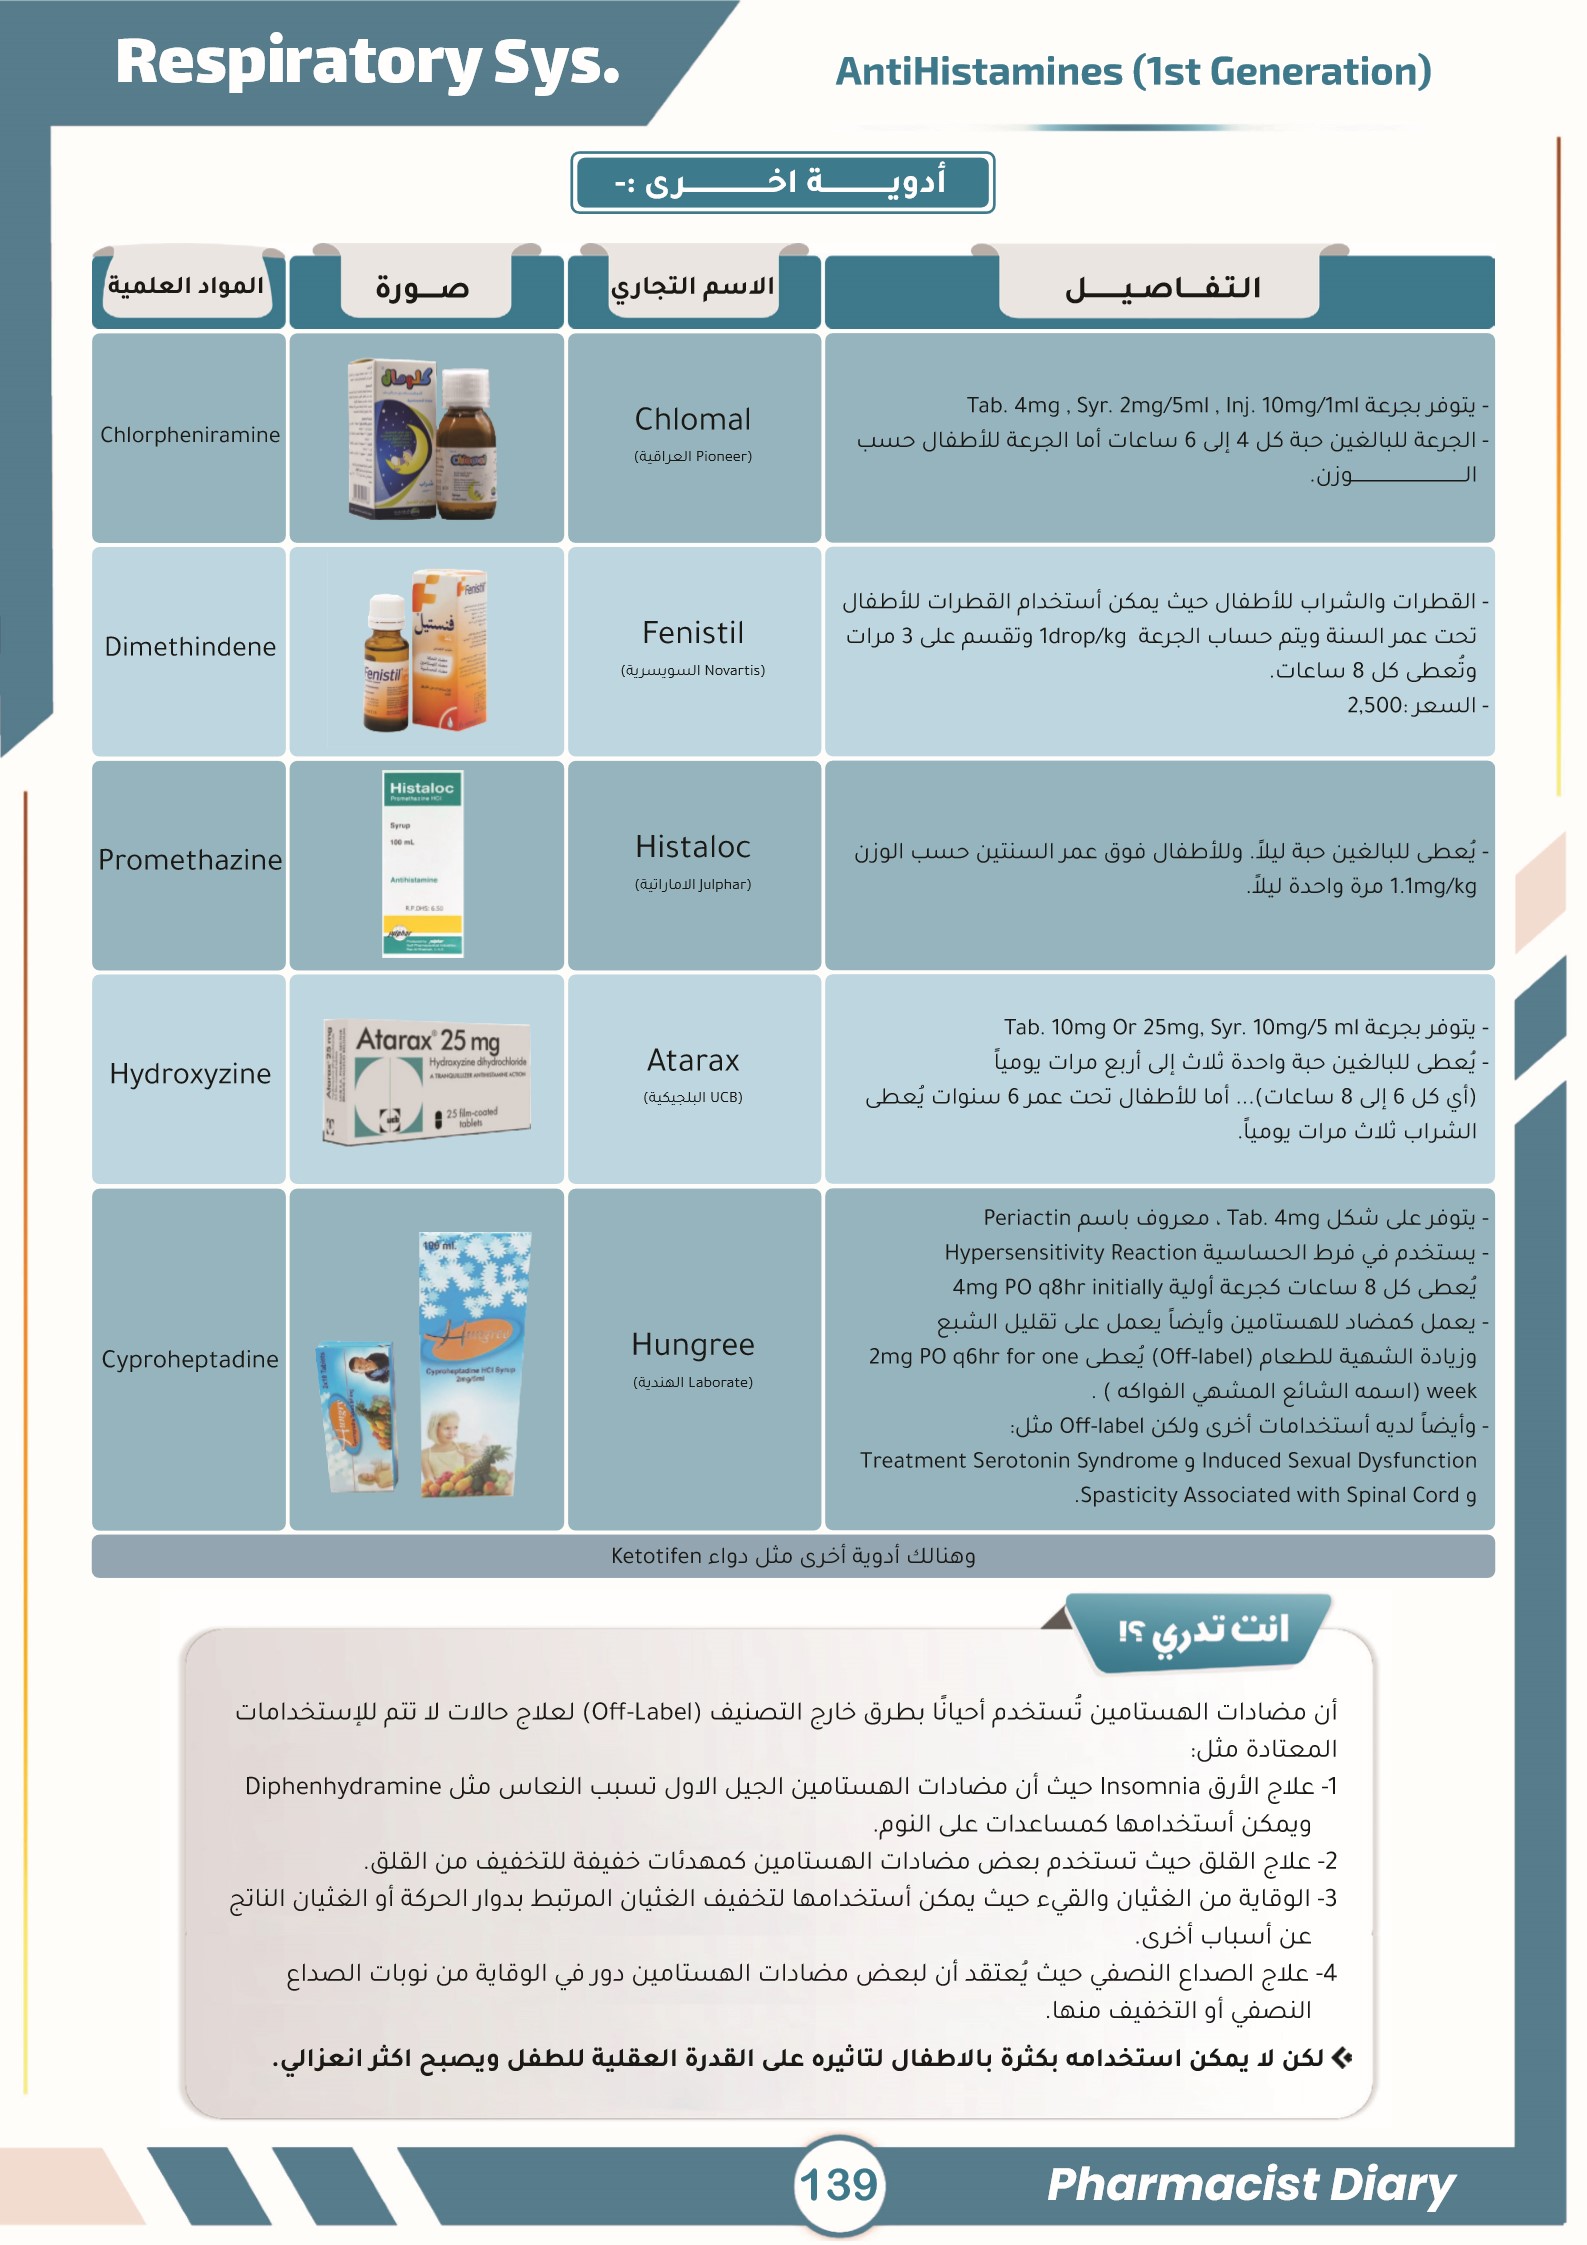 Respiratory Sys.
AntiHistamines (1st Generation)
أدويـــــة اخـــــــرى :-
المواد العلمية
صـــورة
الاسم التجاري
التفـــاصيـــــل
Chlorpheniramine
كلومال
Chlomal
(Pioneer العراقية)
- يتوفر بجرعة Tab. 4mg , Syr. 2mg/5ml , Inj. 10mg/1ml
- الجرعة للبالغين حبة كل 4 إلى 6 ساعات أما الجرعة للأطفال حسب
الـــــــــــــــوزن.
Dimethindene
Fenistil
فنستيل
Fenistil
Fenistil
(Novartis السويسرية)
- القطرات والشراب للأطفال حيث يمكن أستخدام القطرات للأطفال
تحت عمر السنة ويتم حساب الجرعة 1drop/kg وتقسم على 3 مرات
وتُعطى كل 8 ساعات.
- السعر :2,500
Promethazine
Histaloc
Promethazine HCl
Syrup
100 mL
Antihistamine
R.P.DHS: 6.50
julphar
Histaloc
(Julphar الاماراتية)
- يُعطى للبالغين حبة ليلاً. وللأطفال فوق عمر السنتين حسب الوزن
1.1mg/kg مرة واحدة ليلاً.
Hydroxyzine
Atarax® 25 mg
Hydroxyzine dihydrochloride
A TRANQUILLIZER ANTIHISTAMINE ACTION
ucb
25 film-coated
tablets
Atarax 25 mg
Atarax
(UCB البلجيكية)
- يتوفر بجرعة Tab. 10mg Or 25mg, Syr. 10mg/5 ml
- يُعطى للبالغين حبة واحدة ثلاث إلى أربع مرات يومياً
(أي كل 6 إلى 8 ساعات)... أما للأطفال تحت عمر 6 سنوات يُعطى
الشراب ثلاث مرات يومياً.
Cyproheptadine
100 ml.
Hungree
Cyproheptadine HCl Syrup
2mg/5ml
Hungree
(Laborate الهندية)
- يتوفر على شكل Tab. 4mg ، معروف باسم Periactin
- يستخدم في فرط الحساسية Hypersensitivity Reaction
يُعطى كل 8 ساعات كجرعة أولية 4mg PO q8hr initially
- يعمل كمضاد للهستامين وأيضاً يعمل على تقليل الشبع
وزيادة الشهية للطعام (Off-label) يُعطى 2mg PO q6hr for one
week (اسمه الشائع المشهي الفواكه ) .
- وأيضاً لديه أستخدامات أخرى ولكن Off-label مثل:
Treatment Serotonin Syndrome و Induced Sexual Dysfunction
و Spasticity Associated with Spinal Cord.
وهنالك أدوية أخرى مثل دواء Ketotifen
انت تدري ؟!
أن مضادات الهستامين تُستخدم أحيانًا بطرق خارج التصنيف (Off-Label) لعلاج حالات لا تتم للإستخدامات
المعتادة مثل:
1- علاج الأرق Insomnia حيث أن مضادات الهستامين الجيل الاول تسبب النعاس مثل Diphenhydramine
ويمكن أستخدامها كمساعدات على النوم.
2- علاج القلق حيث تستخدم بعض مضادات الهستامين كمهدئات خفيفة للتخفيف من القلق.
3- الوقاية من الغثيان والقيء حيث يمكن أستخدامها لتخفيف الغثيان المرتبط بدوار الحركة أو الغثيان الناتج
عن أسباب أخرى.
4- علاج الصداع النصفي حيث يُعتقد أن لبعض مضادات الهستامين دور في الوقاية من نوبات الصداع
النصفي أو التخفيف منها.
لكن لا يمكن استخدامه بكثرة بالاطفال لتاثيره على القدرة العقلية للطفل ويصبح اكثر انعزالي.
139
Pharmacist Diary